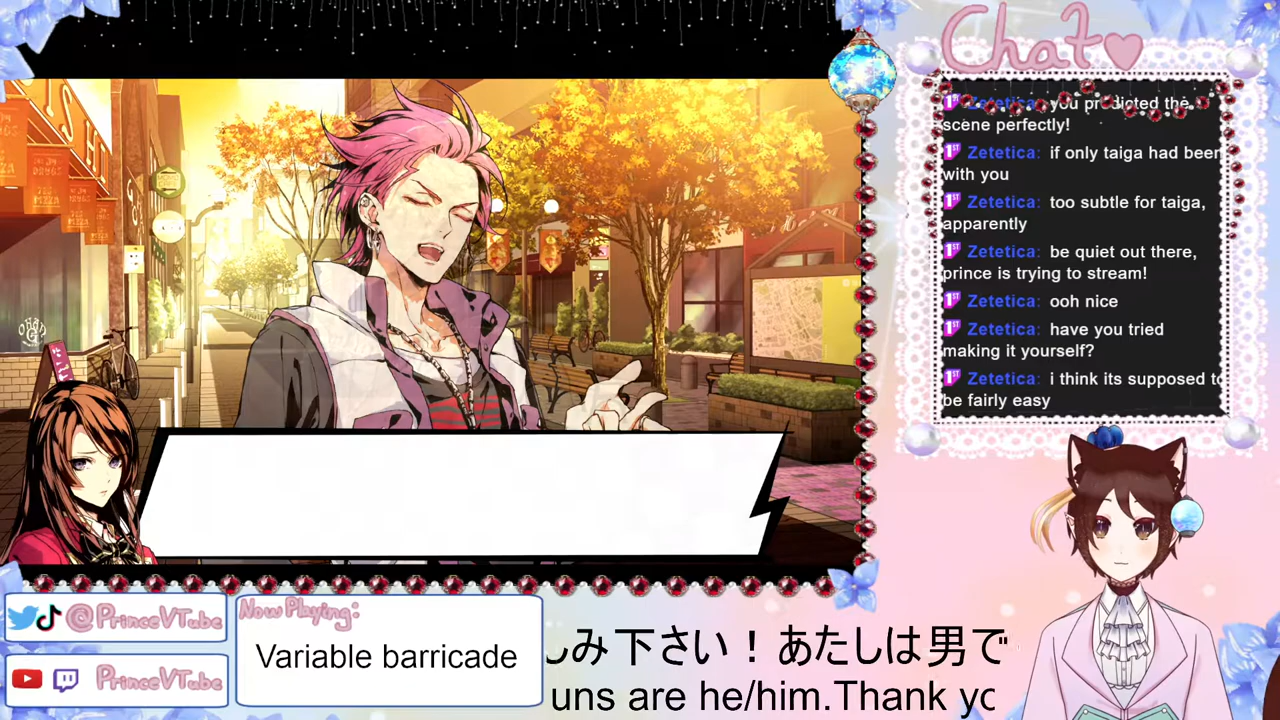 Chat
Zetetica: you predicted the
scene perfectly!
Zetetica: if only taiga had been
with you
Zetetica: too subtle for taiga,
apparently
Zetetica: be quiet out there,
prince is trying to stream!
Zetetica: ooh nice
Zetetica: have you tried
making it yourself?
Zetetica: i think its supposed to
be fairly easy
@PrinceVTube
PrinceVTube
Now Playing:
Variable barricade
しみ下さい！あたしは男で
uns are he/him.Thank yo